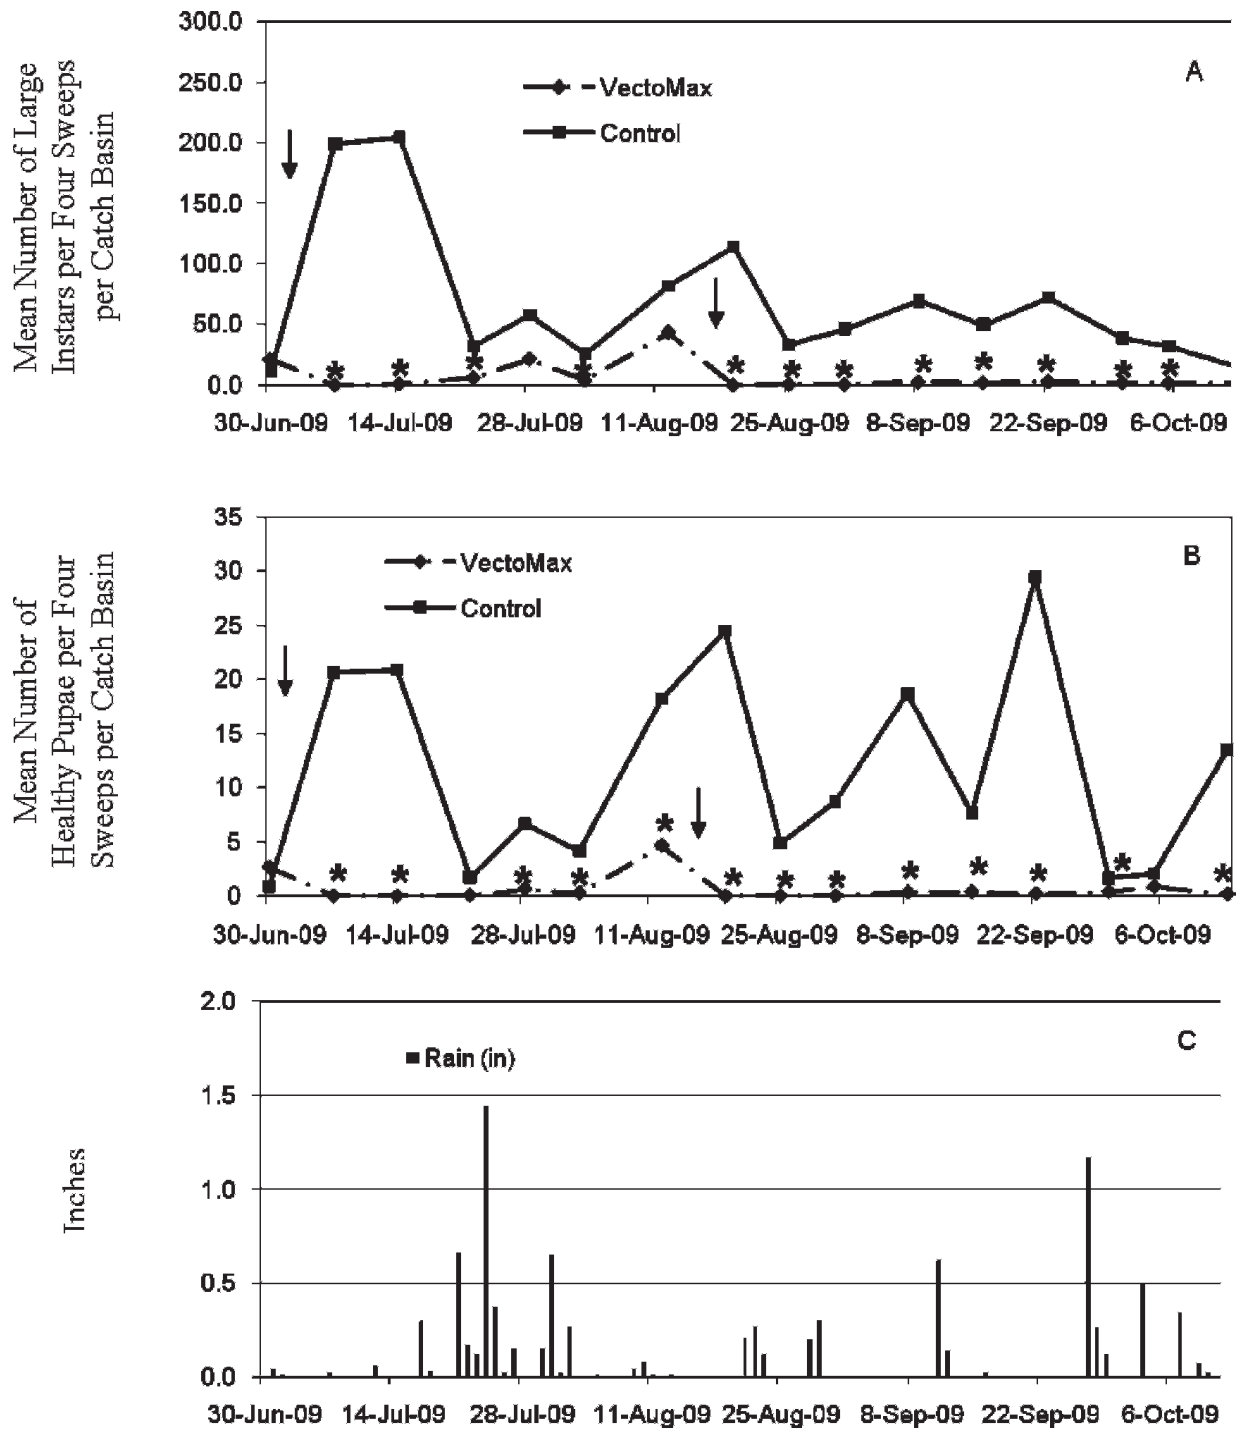 Mean Number of Large
Instars per Four Sweeps
per Catch Basin
300.0
250.0
200.0
150.0
100.0
50.0
0.0
A
VectoMax
Control
* * * * * * * * * * * *
30-Jun-09 14-Jul-09 28-Jul-09 11-Aug-09 25-Aug-09 8-Sep-09 22-Sep-09 6-Oct-09
Mean Number of
Healthy Pupae per Four
Sweeps per Catch Basin
35
30
25
20
15
10
5
0
B
VectoMax
Control
* * * * * * * * * * * * *
30-Jun-09 14-Jul-09 28-Jul-09 11-Aug-09 25-Aug-09 8-Sep-09 22-Sep-09 6-Oct-09
Inches
2.0
1.5
1.0
0.5
0.0
C
Rain (in)
30-Jun-09 14-Jul-09 28-Jul-09 11-Aug-09 25-Aug-09 8-Sep-09 22-Sep-09 6-Oct-09